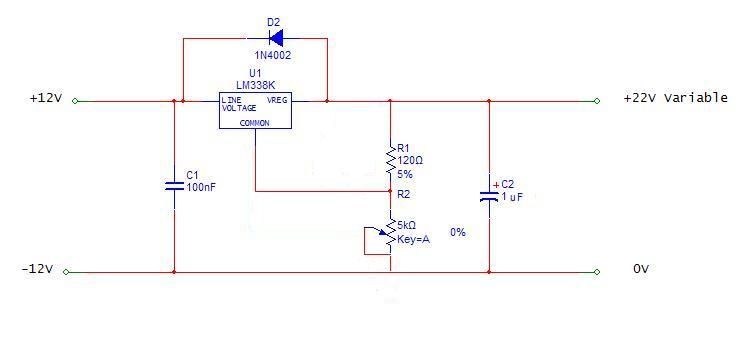 D2
1N4002
U1
LM338K
+12V
LINE VREG
VOLTAGE
COMMON
+22V Variable
R1
120Ω
5%
C1
100nF
R2
+C2
1 uF
5kΩ
Key=A
0%
-12V
0V